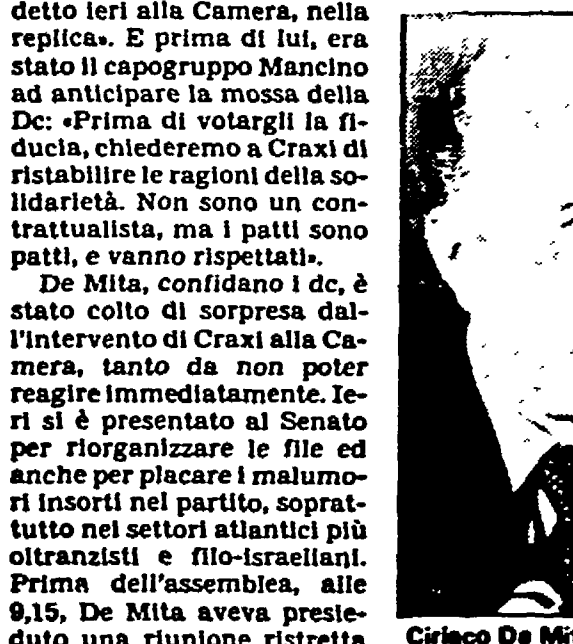 detto ieri alla Camera, nella
replica». E prima di lui, era
stato il capogruppo Mancino
ad anticipare la mossa della
Dc: «Prima di votargli la fi-
ducia, chiederemo a Craxi di
ristabilire le ragioni della so-
lidarietà. Non sono un con-
trattualista, ma i patti sono
patti, e vanno rispettati».
De Mita, confidano i dc, è
stato colto di sorpresa dal-
l'intervento di Craxi alla Ca-
mera, tanto da non poter
reagire immediatamente. Ie-
ri si è presentato al Senato
per riorganizzare le file ed
anche per placare i malumo-
ri insorti nel partito, soprat-
tutto nei settori atlantici più
oltranzisti e filo-israeliani.
Prima dell'assemblea, alle
9,15, De Mita aveva presie-
duto una riunione ristretta
Ciriaco De Mi